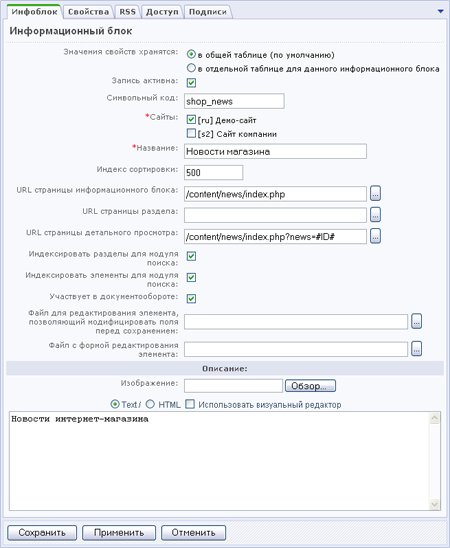 Инфоблок Свойства RSS Доступ Подписи
Информационный блок
Значения свойств хранятся: в общей таблице (по умолчанию)
в отдельной таблице для данного информационного блока
Запись активна:
Символьный код: shop_news
*Сайты: [ru] Демо-сайт
[s2] Сайт компании
*Название: Новости магазина
Индекс сортировки: 500
URL страницы информационного блока: /content/news/index.php ...
URL страницы раздела: ...
URL страницы детального просмотра: /content/news/index.php?news=#ID# ...
Индексировать разделы для модуля
поиска:
Индексировать элементы для модуля
поиска:
Участвует в документообороте:
Файл для редактирования элемента,
позволяющий модифицировать поля
перед сохранением: ...
Файл с формой редактирования
элемента: ...
Описание:
Изображение: Обзор...
Text / HTML Использовать визуальный редактор
Новости интернет-магазина
Сохранить Применить Отменить